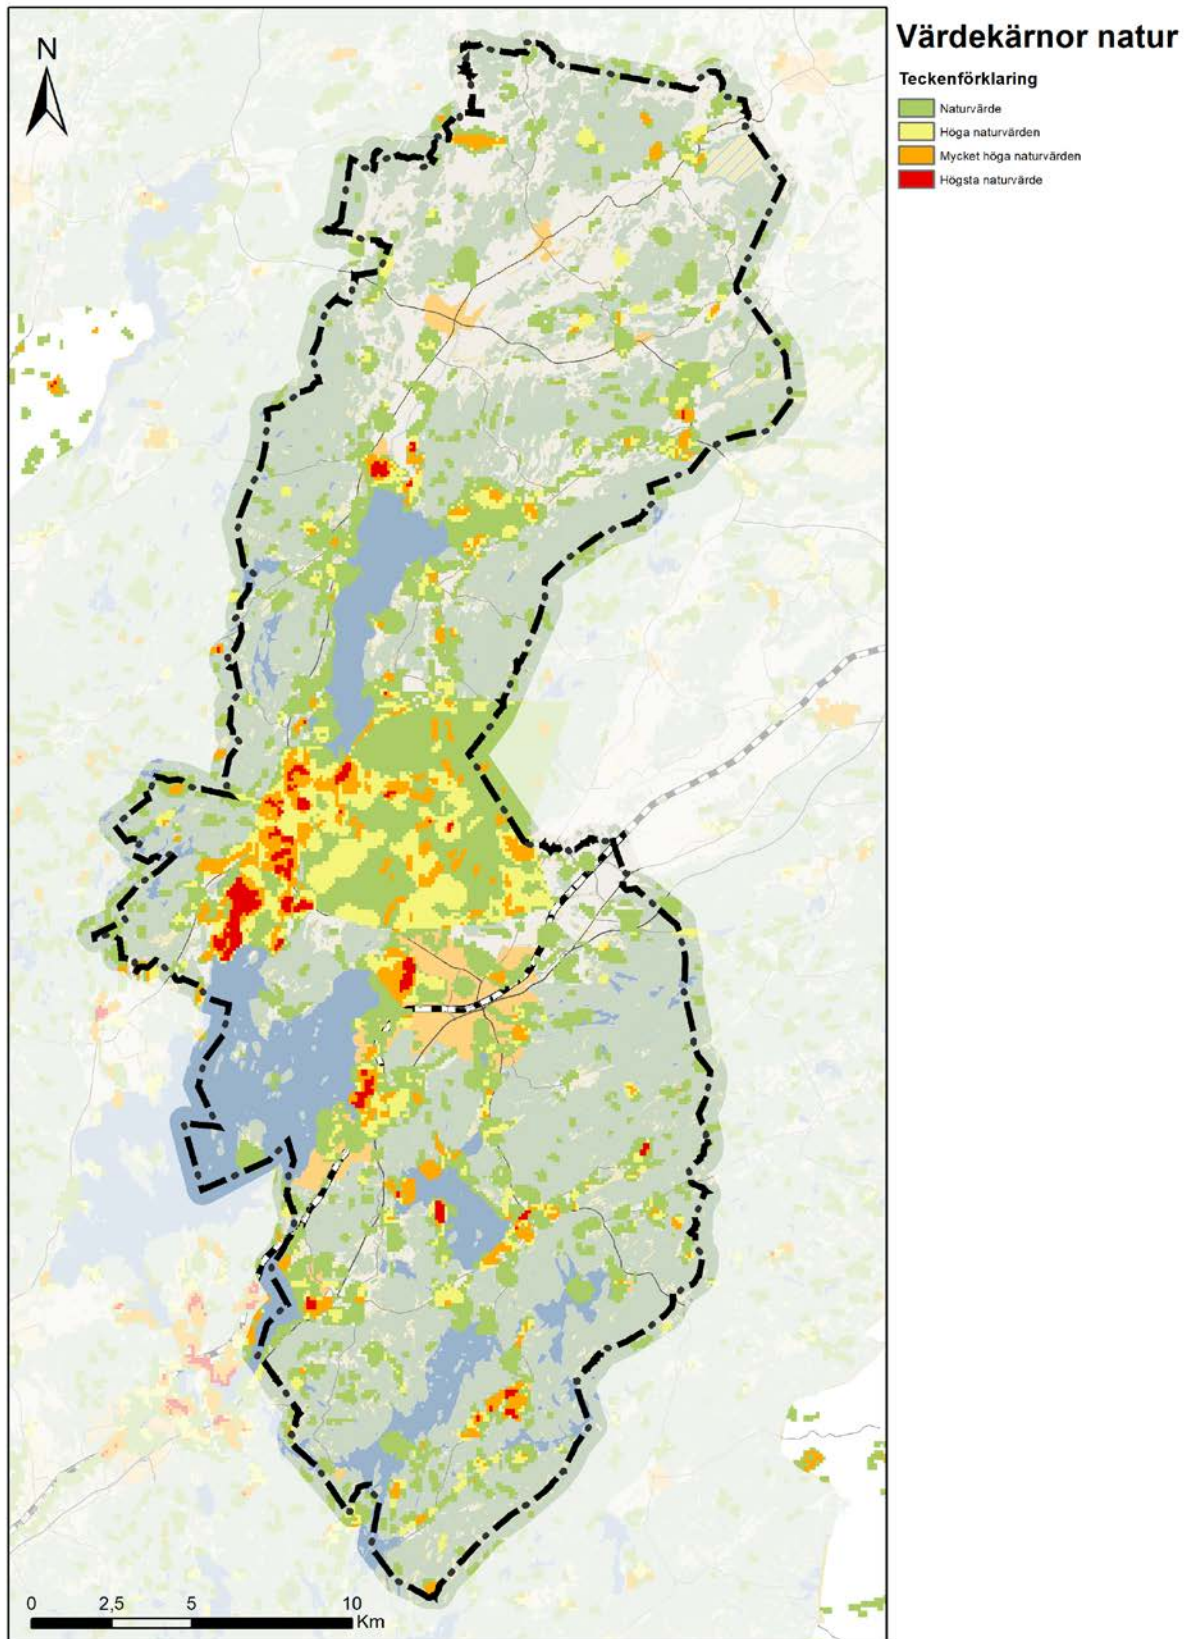 Värdekärnor natur
Teckenförklaring
Naturvärde
Höga naturvärden
Mycket höga naturvärden
Högsta naturvärde
N
0 2,5 5 10
Km